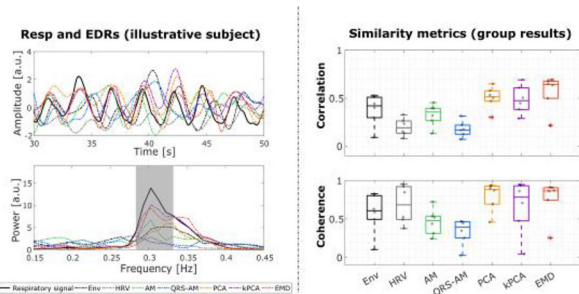 Resp and EDRs (illustrative subject)
Amplitude [a.u.]
4
2
0
-2
30
35
40
45
50
Time [s]
Power [a.u.]
15
10
5
0
0.15
0.2
0.25
0.3
0.35
0.4
0.45
Frequency [Hz]
Respiratory signal
Env
HRV
AM
QRS-AM
PCA
kPCA
EMD
Similarity metrics (group results)
Correlation
1
0.5
0
Coherence
1
0.5
0
Env
HRV
AM
QRS-AM
PCA
kPCA
EMD